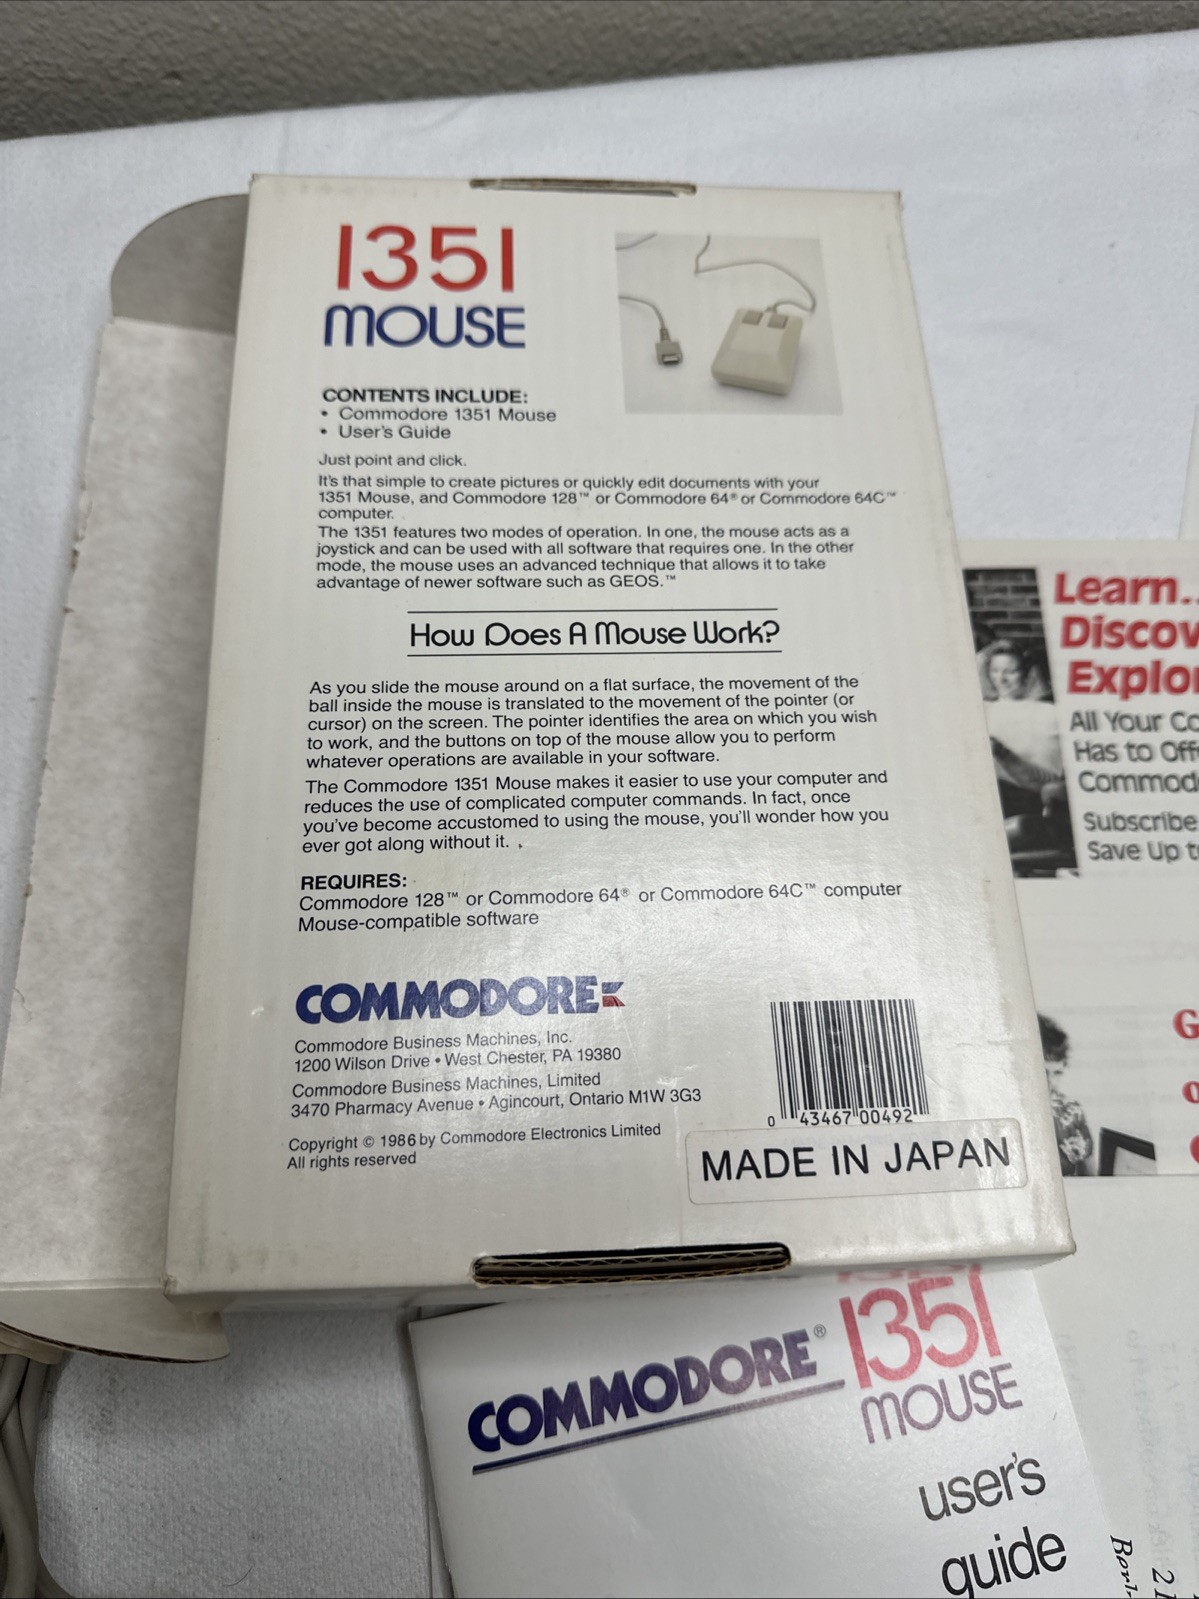 1351
MOUSE
CONTENTS INCLUDE:
• Commodore 1351 Mouse
• User's Guide
Just point and click.
It's that simple to create pictures or quickly edit documents with your
1351 Mouse, and Commodore 128™ or Commodore 64® or Commodore 64C™
computer.
The 1351 features two modes of operation. In one, the mouse acts as a
joystick and can be used with all software that requires one. In the other
mode, the mouse uses an advanced technique that allows it to take
advantage of newer software such as GEOS.™
How Does A Mouse Work?
As you slide the mouse around on a flat surface, the movement of the
ball inside the mouse is translated to the movement of the pointer (or
cursor) on the screen. The pointer identifies the area on which you wish
to work, and the buttons on top of the mouse allow you to perform
whatever operations are available in your software.
The Commodore 1351 Mouse makes it easier to use your computer and
reduces the use of complicated computer commands. In fact, once
you've become accustomed to using the mouse, you'll wonder how you
ever got along without it.
REQUIRES:
Commodore 128™ or Commodore 64® or Commodore 64C™ computer
Mouse-compatible software
COMMODORE
Commodore Business Machines, Inc.
1200 Wilson Drive • West Chester, PA 19380
Commodore Business Machines, Limited
3470 Pharmacy Avenue • Agincourt, Ontario M1W 3G3
Copyright © 1986 by Commodore Electronics Limited
All rights reserved
0 43467 00492
MADE IN JAPAN
COMMODORE® 1351
MOUSE
user's
guide
Learn..
Discov
Explo
All Your Co
Has to Off
Commod
Subscribe
Save Up t
G